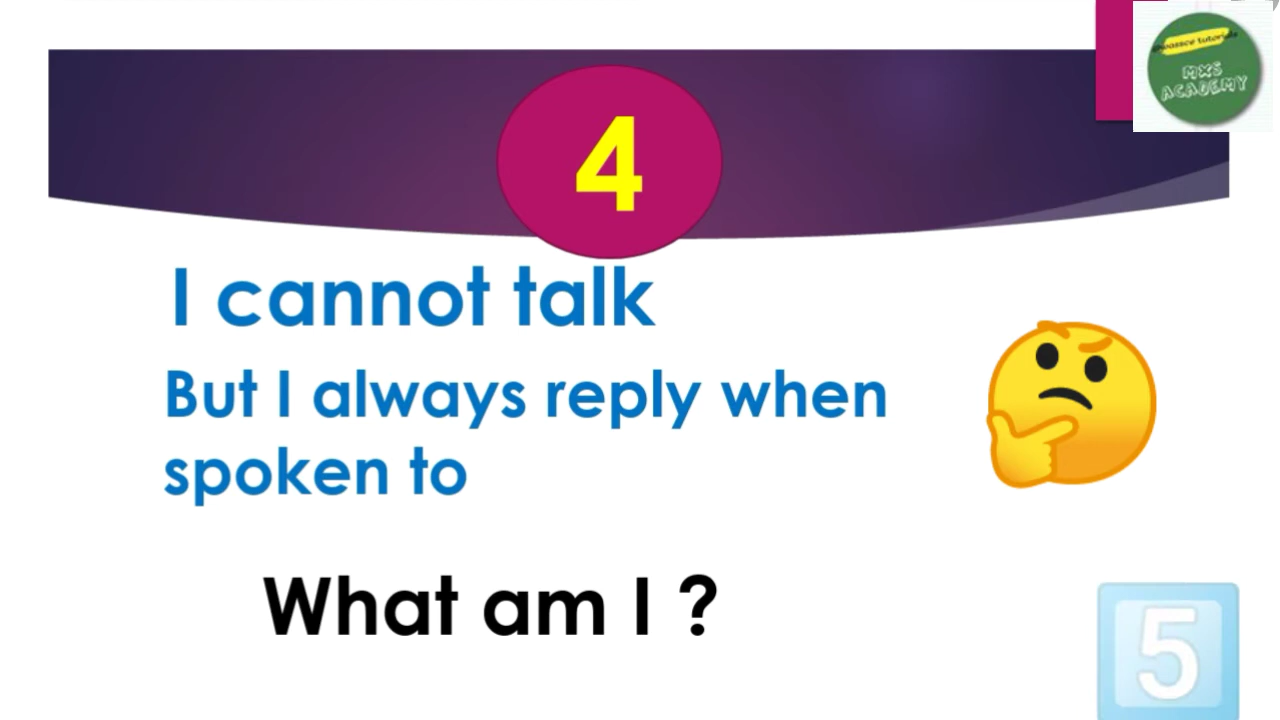 MXS
ACADEMY
4
I cannot talk
But I always reply when
spoken to
What am I ?
5